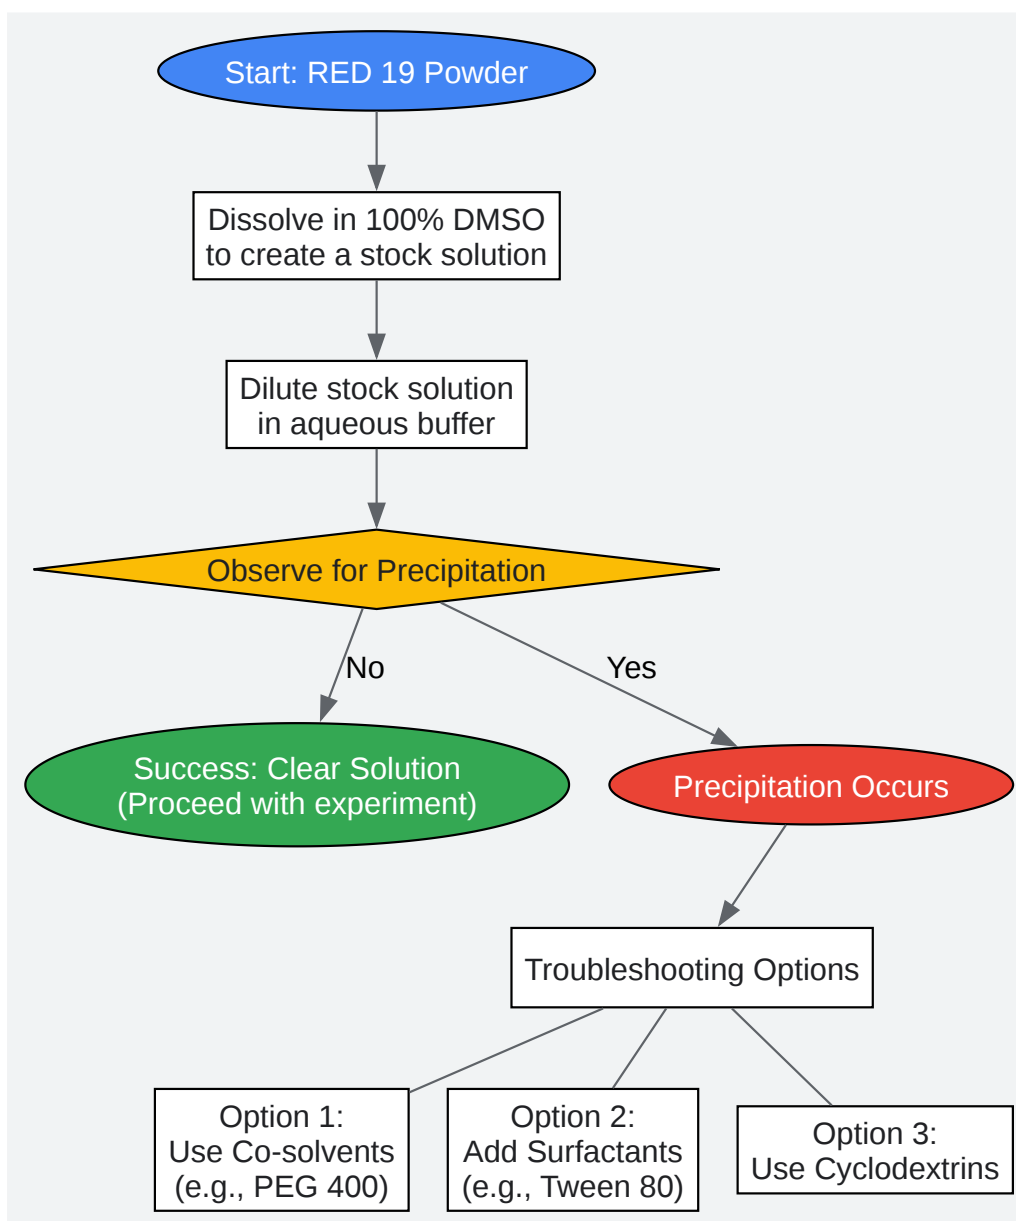 Start: RED 19 Powder
Dissolve in 100% DMSO
to create a stock solution
Dilute stock solution
in aqueous buffer
Observe for Precipitation
No
Yes
Success: Clear Solution
(Proceed with experiment)
Precipitation Occurs
Troubleshooting Options
Option 1:
Use Co-solvents
(e.g., PEG 400)
Option 2:
Add Surfactants
(e.g., Tween 80)
Option 3:
Use Cyclodextrins